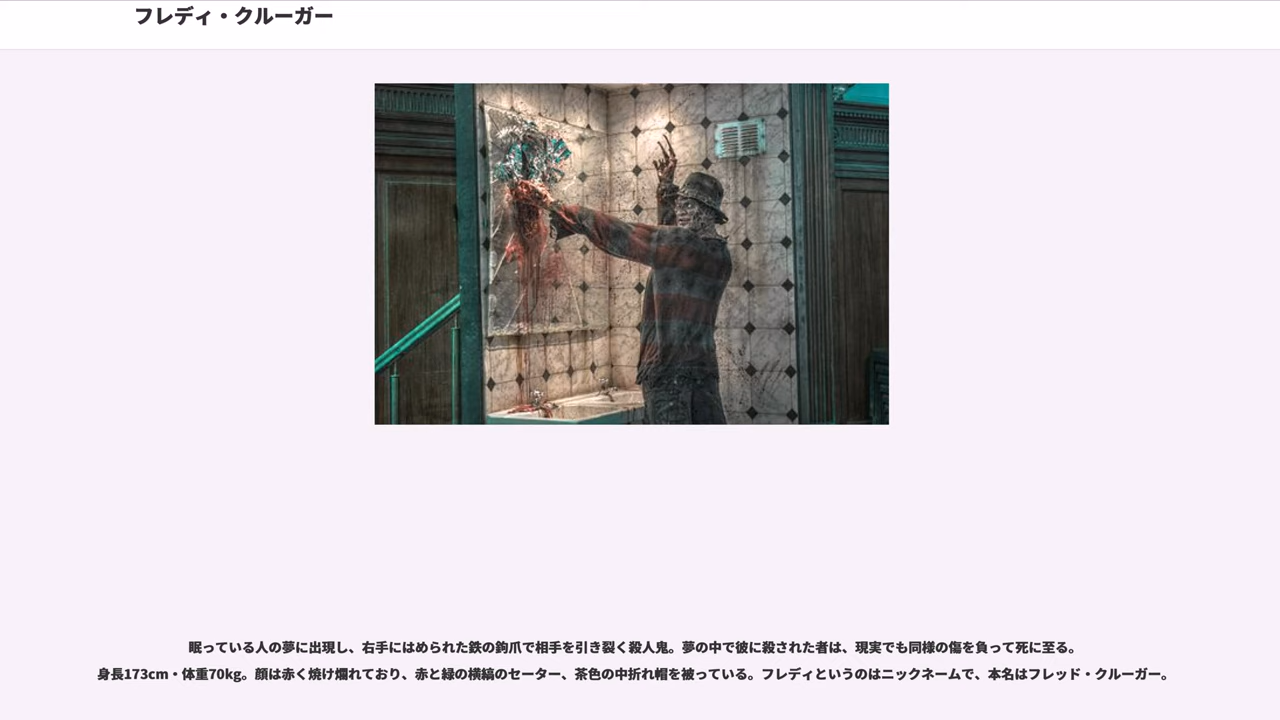 フレディ・クルーガー
眠っている人の夢に出現し、右手にはめられた鉄の鉤爪で相手を引き裂く殺人鬼。夢の中で彼に殺された者は、現実でも同様の傷を負って死に至る。
身長173cm・体重70kg。顔は赤く焼け爛れており、赤と緑の横縞のセーター、茶色の中折れ帽を被っている。フレディというのはニックネームで、本名はフレッド・クルーガー。